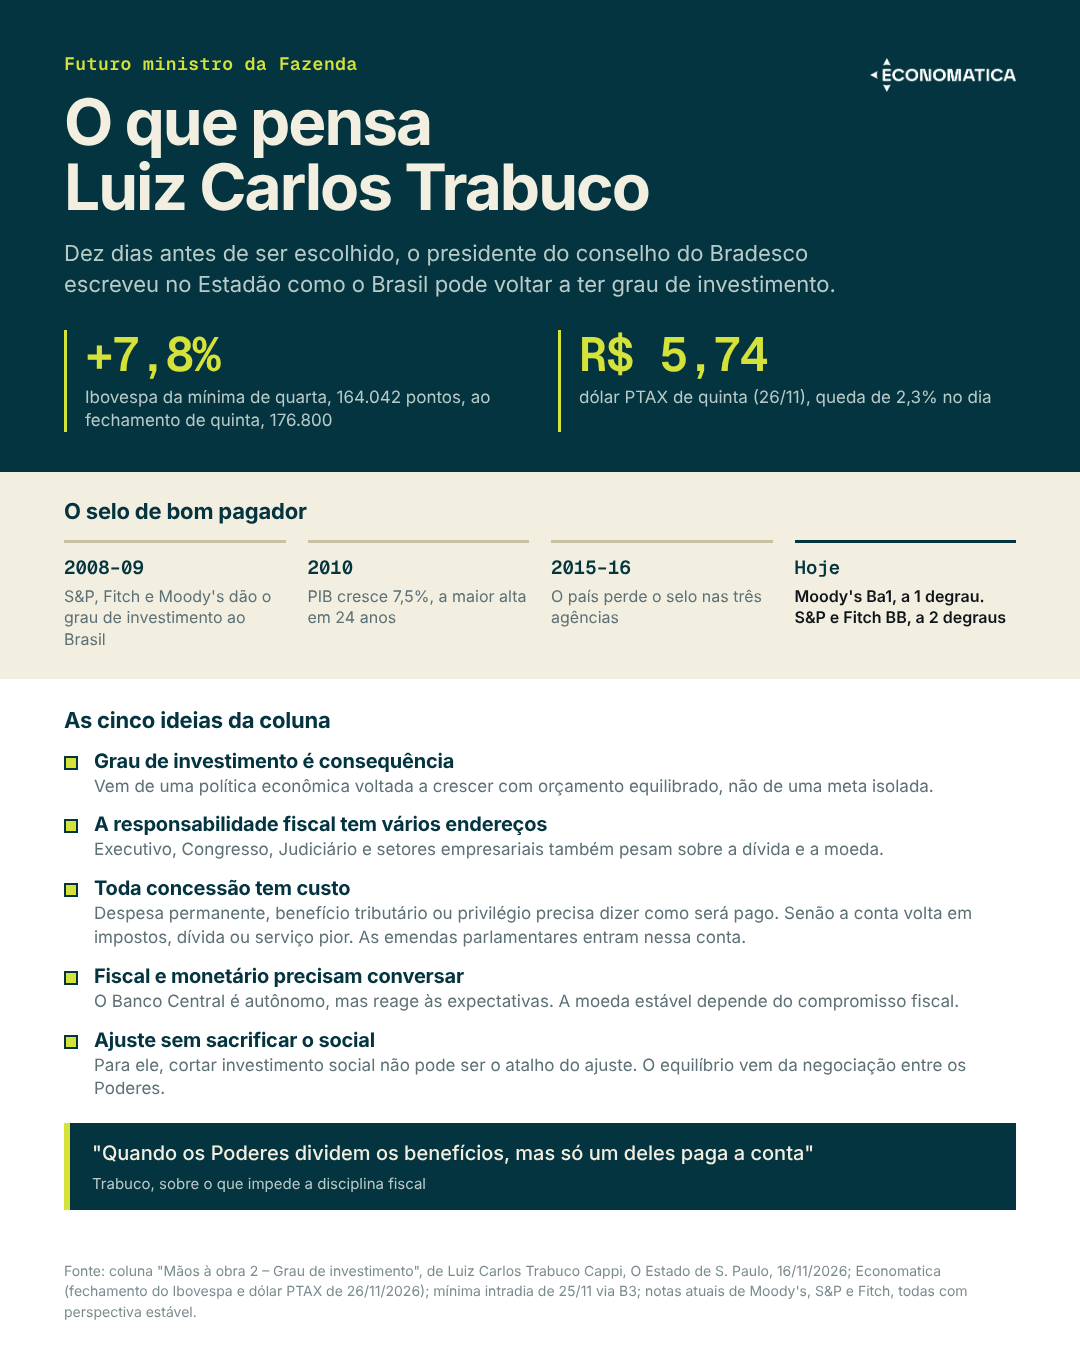 Futuro ministro da Fazenda
ECONOMATICA
O que pensa
Luiz Carlos Trabuco
Dez dias antes de ser escolhido, o presidente do conselho do Bradesco
escreveu no Estadão como o Brasil pode voltar a ter grau de investimento.
+7,8%
Ibovespa da mínima de quarta, 164.042 pontos, ao
fechamento de quinta, 176.800
R$ 5,74
dólar PTAX de quinta (26/11), queda de 2,3% no dia
O selo de bom pagador
2008-09
S&P, Fitch e Moody's dão o
grau de investimento ao
Brasil
2010
PIB cresce 7,5%, a maior alta
em 24 anos
2015-16
O país perde o selo nas três
agências
Hoje
Moody's Ba1, a 1 degrau.
S&P e Fitch BB, a 2 degraus
As cinco ideias da coluna
Grau de investimento é consequência
Vem de uma política econômica voltada a crescer com orçamento equilibrado, não de uma meta isolada.
A responsabilidade fiscal tem vários endereços
Executivo, Congresso, Judiciário e setores empresariais também pesam sobre a dívida e a moeda.
Toda concessão tem custo
Despesa permanente, benefício tributário ou privilégio precisa dizer como será pago. Senão a conta volta em
impostos, dívida ou serviço pior. As emendas parlamentares entram nessa conta.
Fiscal e monetário precisam conversar
O Banco Central é autônomo, mas reage às expectativas. A moeda estável depende do compromisso fiscal.
Ajuste sem sacrificar o social
Para ele, cortar investimento social não pode ser o atalho do ajuste. O equilíbrio vem da negociação entre os
Poderes.
"Quando os Poderes dividem os benefícios, mas só um deles paga a conta"
Trabuco, sobre o que impede a disciplina fiscal
Fonte: coluna "Mãos à obra 2 – Grau de investimento", de Luiz Carlos Trabuco Cappi, O Estado de S. Paulo, 16/11/2026; Economatica
(fechamento do Ibovespa e dólar PTAX de 26/11/2026); mínima intradia de 25/11 via B3; notas atuais de Moody's, S&P e Fitch, todas com
perspectiva estável.